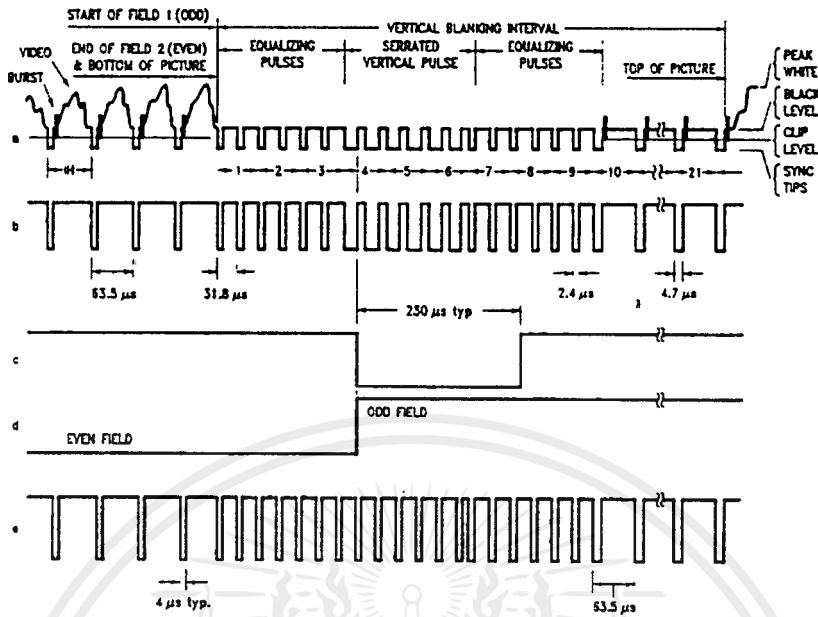 START OF FIELD 1 (ODD)
VERTICAL BLANKING INTERVAL
END OF FIELD 2 (EVEN)
& BOTTOM OF PICTURE
EQUALIZING
PULSES
SERRATED
VERTICAL PULSE
EQUALIZING
PULSES
TOP OF PICTURE
VIDEO
BURST
PEAK
WHITE
BLACK
LEVEL
CLIP
LEVEL
SYNC
TIPS
a
1H
1 2 3 4 5 6 7 8 9 10 21
b
63.5 µs
31.8 µs
2.4 µs
4.7 µs
230 µs typ
c
d
ODD FIELD
EVEN FIELD
e
4 µs typ.
63.5 µs